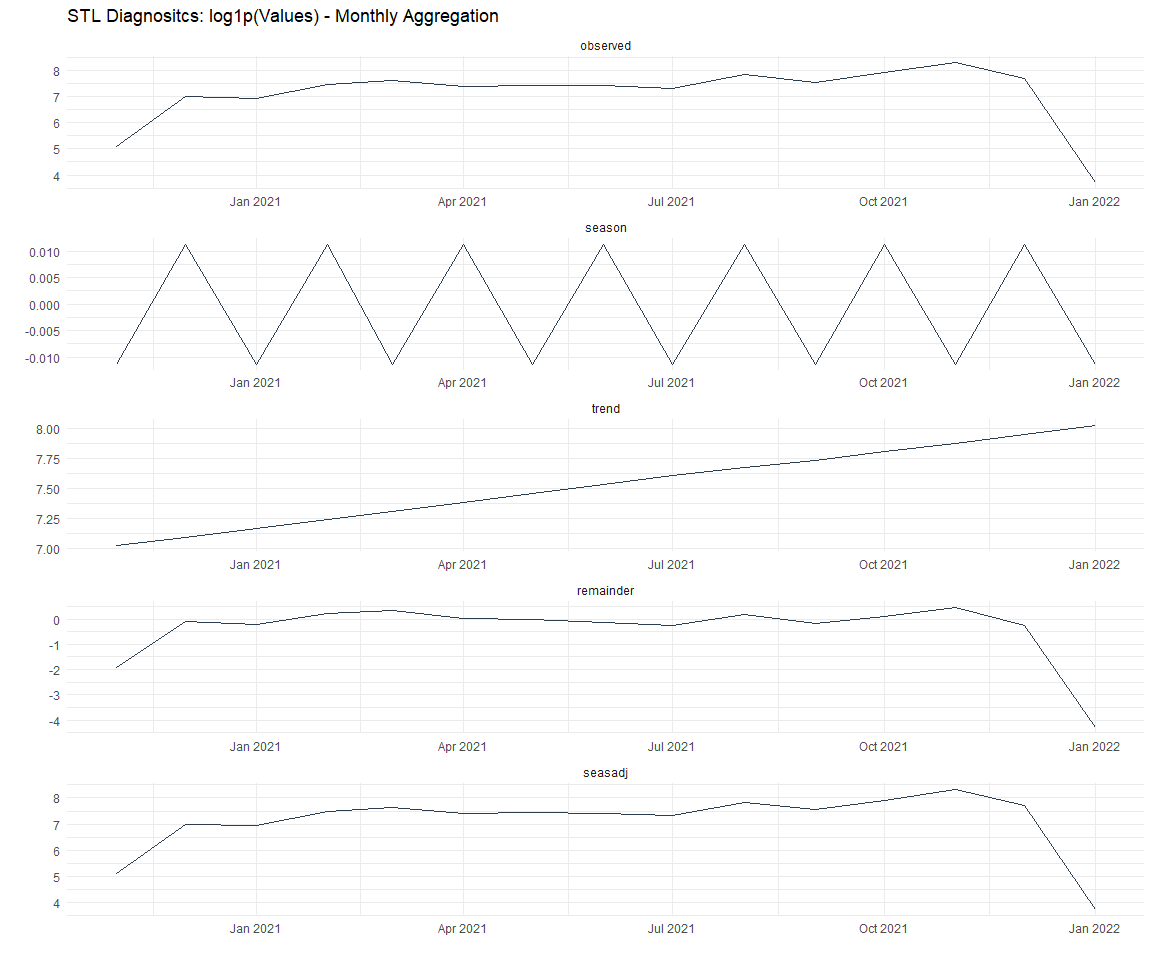 STL Diagnositcs: log1p(Values) - Monthly Aggregation
observed
8
7
6
5
4
Jan 2021 Apr 2021 Jul 2021 Oct 2021 Jan 2022
season
0.010
0.005
0.000
-0.005
-0.010
Jan 2021 Apr 2021 Jul 2021 Oct 2021 Jan 2022
trend
8.00
7.75
7.50
7.25
7.00
Jan 2021 Apr 2021 Jul 2021 Oct 2021 Jan 2022
remainder
0
-1
-2
-3
-4
Jan 2021 Apr 2021 Jul 2021 Oct 2021 Jan 2022
seasadj
8
7
6
5
4
Jan 2021 Apr 2021 Jul 2021 Oct 2021 Jan 2022